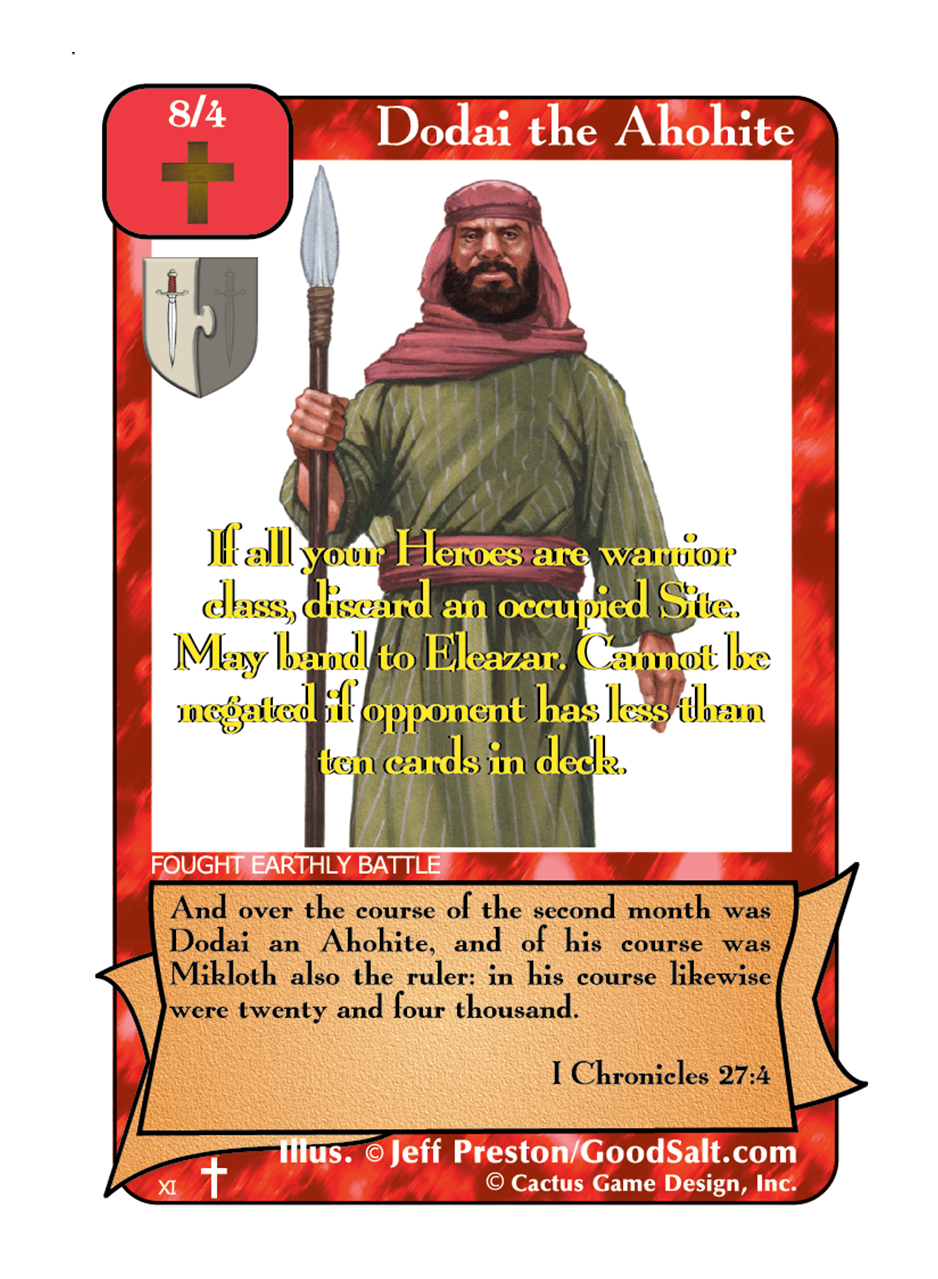 8/4
Dodai the Ahohite
If all your Heroes are warrior
class, discard an occupied Site.
May band to Eleazar. Cannot be
negated if opponent has less than
ten cards in deck.
FOUGHT EARTHLY BATTLE
And over the course of the second month was
Dodai an Ahohite, and of his course was
Mikloth also the ruler: in his course likewise
were twenty and four thousand.
I Chronicles 27:4
Illus. © Jeff Preston/GoodSalt.com
XI
© Cactus Game Design, Inc.